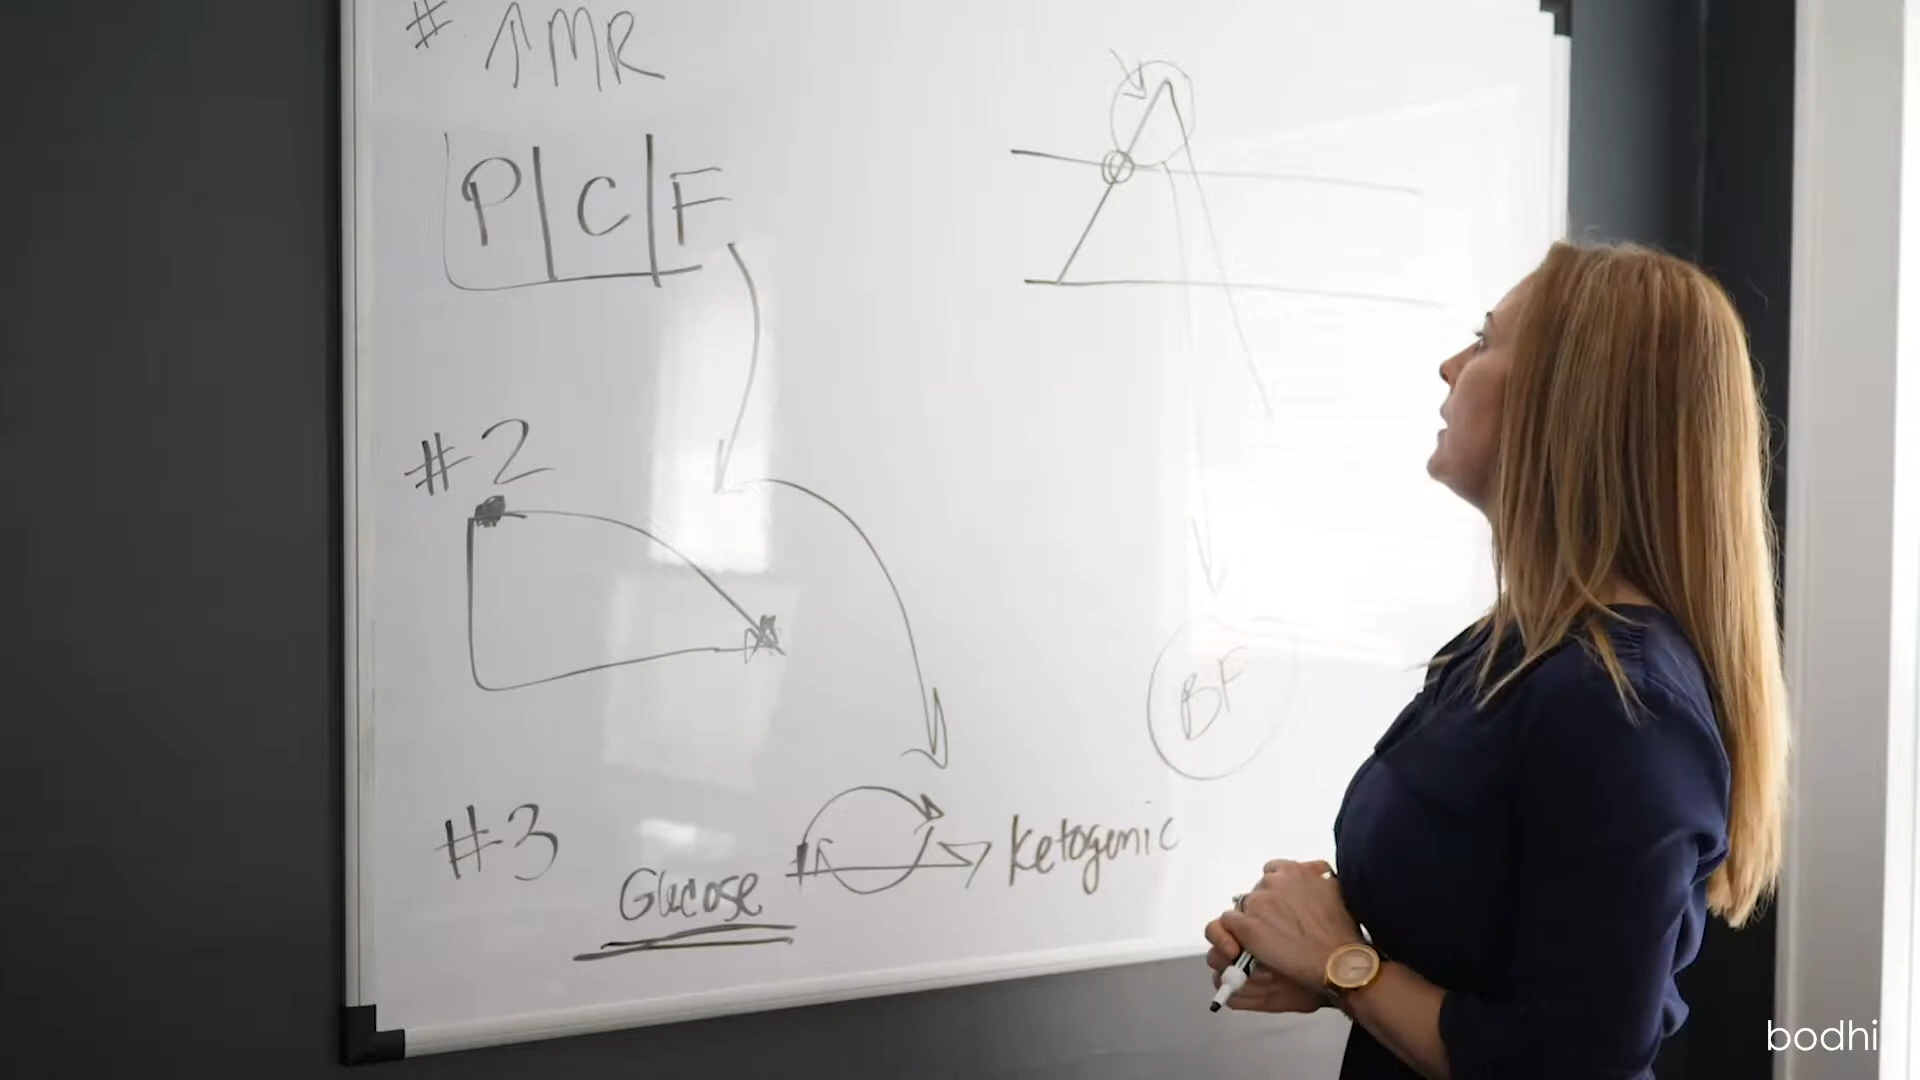 # ↑MR
P C F
#2
BF
#3
Glucose → Ketogenic
bodhi